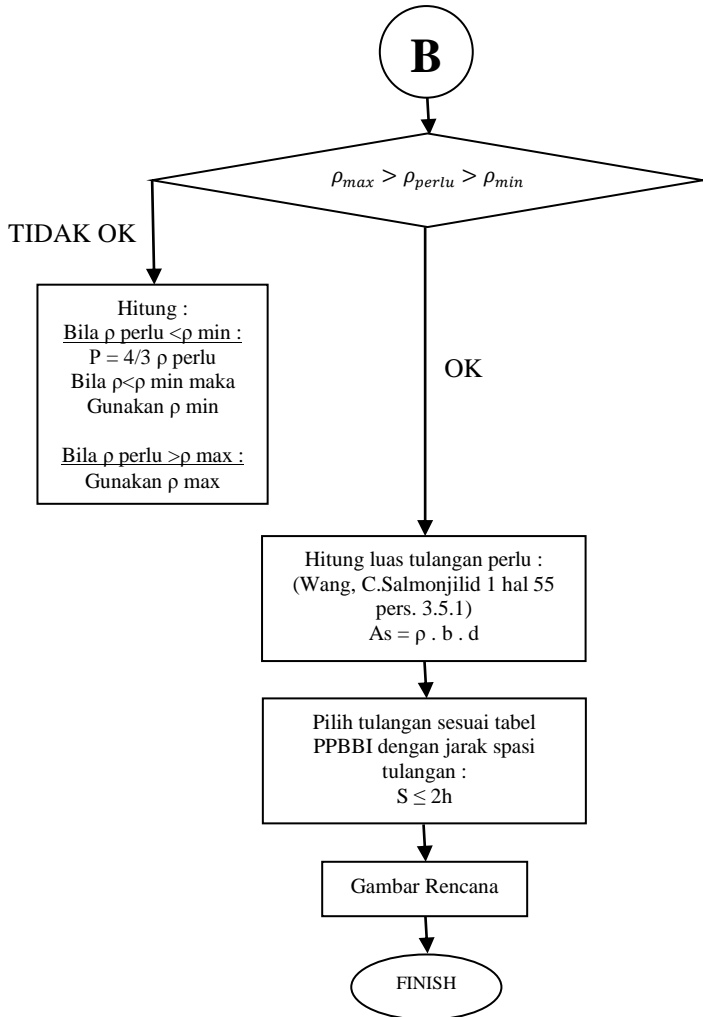 B
ρmax > ρperlu > ρmin
TIDAK OK
Hitung :
Bila ρ perlu <ρ min :
P = 4/3 ρ perlu
Bila ρ<ρ min maka
Gunakan ρ min
Bila ρ perlu >ρ max :
Gunakan ρ max
OK
Hitung luas tulangan perlu :
(Wang, C.Salmonjilid 1 hal 55
pers. 3.5.1)
As = ρ . b . d
Pilih tulangan sesuai tabel
PPBBI dengan jarak spasi
tulangan :
S ≤ 2h
Gambar Rencana
FINISH